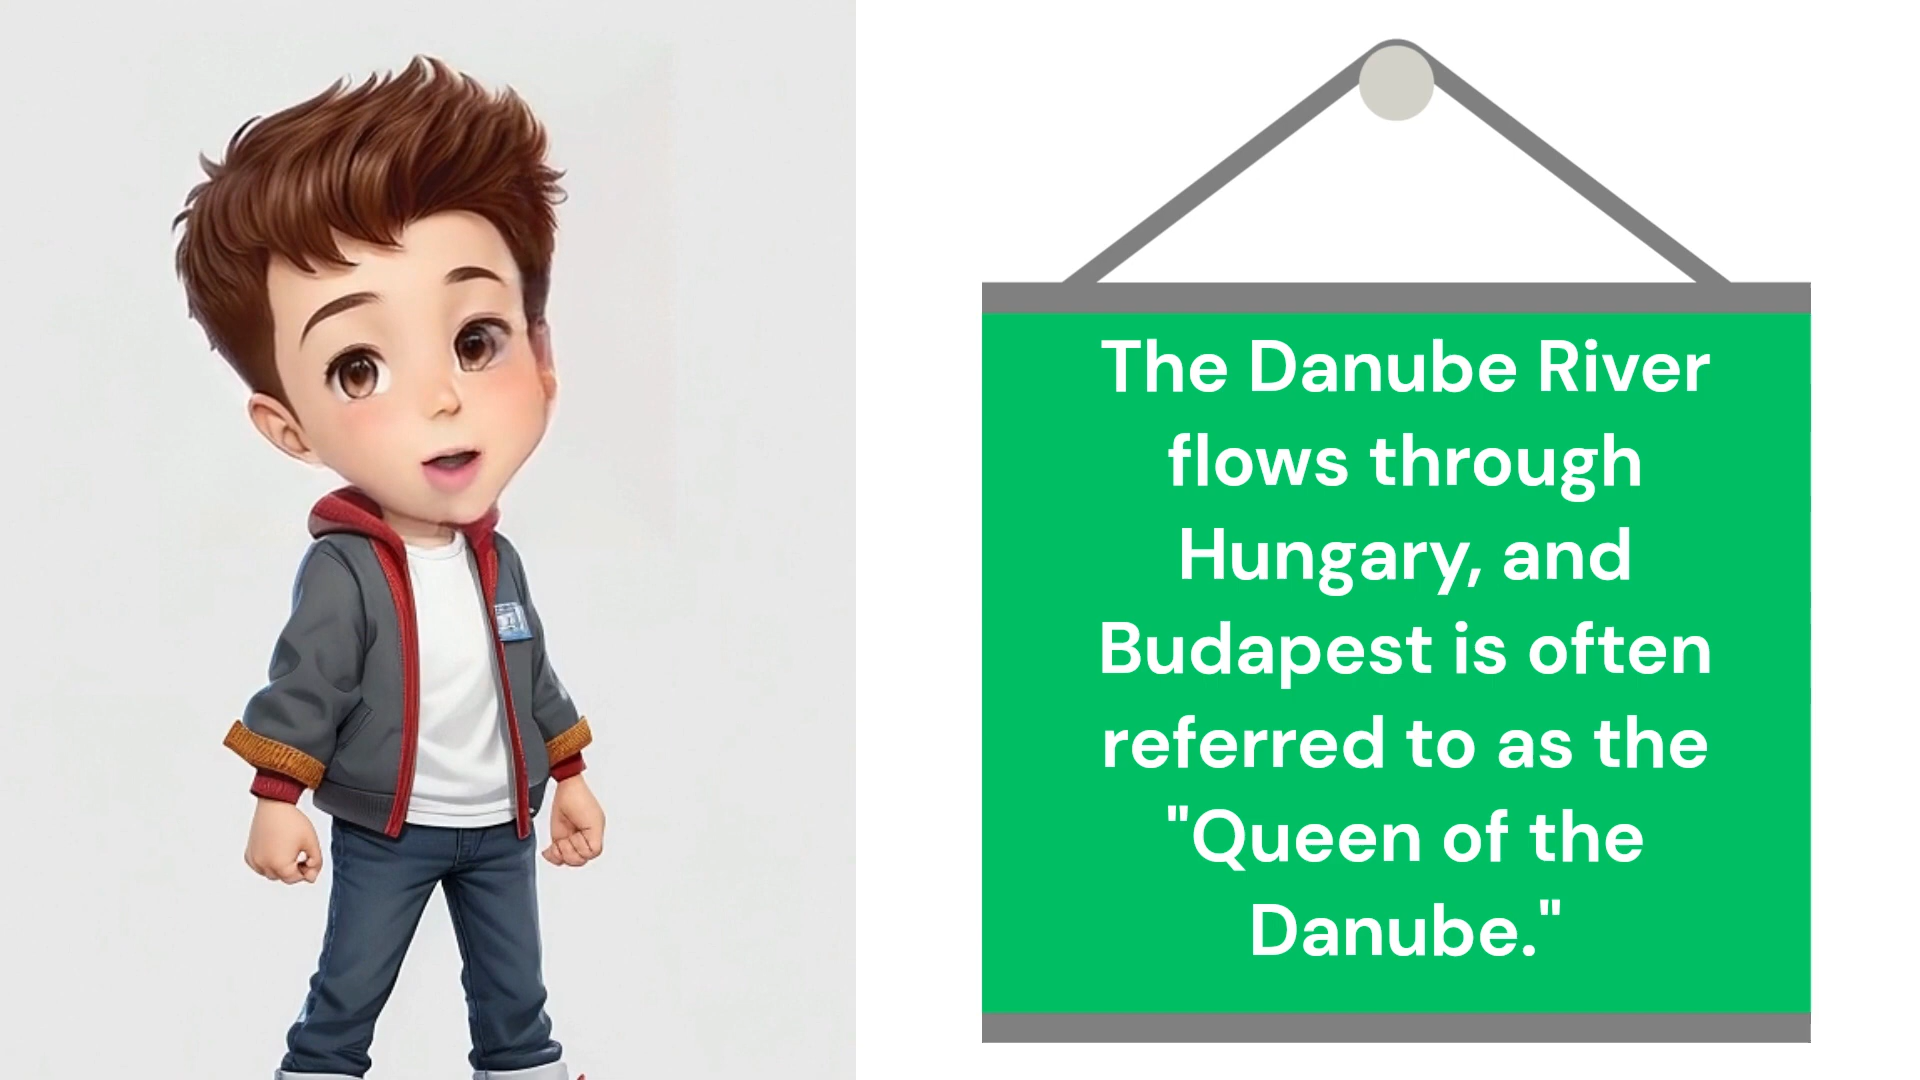 The Danube River
flows through
Hungary, and
Budapest is often
referred to as the
"Queen of the
Danube."